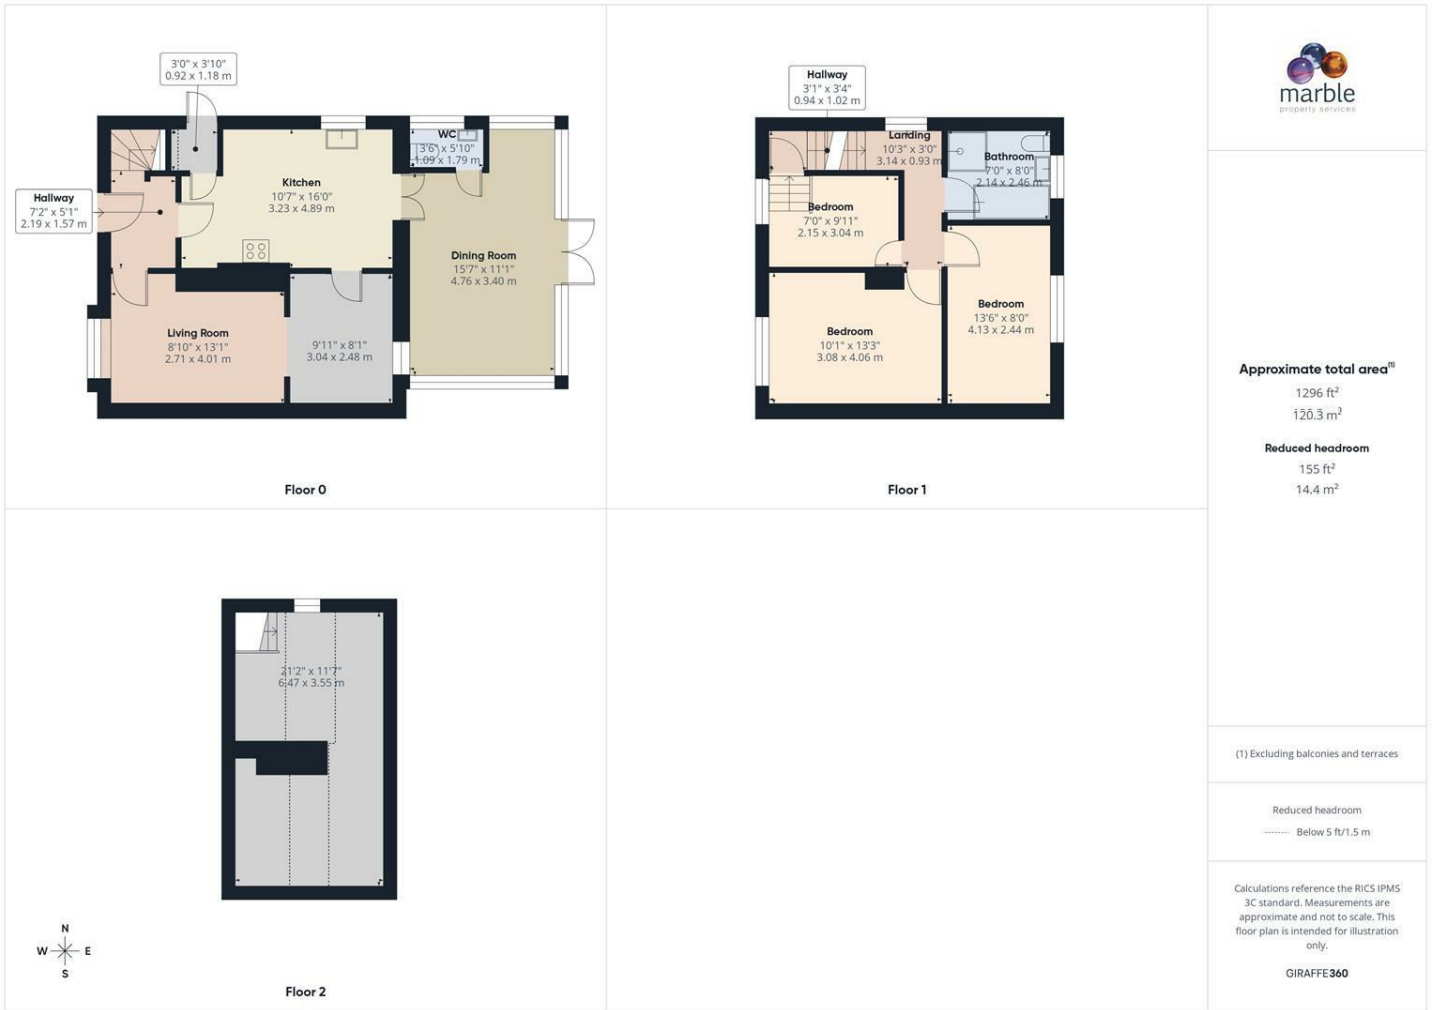 3'0" x 3'10"
0.92 x 1.18 m
WC
3'6" x 5'10"
1.09 x 1.79 m
Kitchen
10'7" x 16'0"
3.23 x 4.89 m
Hallway
7'2" x 5'1"
2.19 x 1.57 m
Dining Room
15'7" x 11'1"
4.76 x 3.40 m
Living Room
8'10" x 13'1"
2.71 x 4.01 m
9'11" x 8'1"
3.04 x 2.48 m
Floor 0
Hallway
3'1" x 3'4"
0.94 x 1.02 m
Landing
10'3" x 3'0"
3.14 x 0.93 m
Bathroom
7'0" x 8'0"
2.14 x 2.46 m
Bedroom
7'0" x 9'11"
2.15 x 3.04 m
Bedroom
13'6" x 8'0"
4.13 x 2.44 m
Bedroom
10'1" x 13'3"
3.08 x 4.06 m
Floor 1
21'2" x 11'7"
6.47 x 3.55 m
N
W E
S
Floor 2
marble
property services
Approximate total area(1)
1296 ft²
120.3 m²
Reduced headroom
155 ft²
14.4 m²
(1) Excluding balconies and terraces
Reduced headroom
Below 5 ft/1.5 m
Calculations reference the RICS IPMS
3C standard. Measurements are
approximate and not to scale. This
floor plan is intended for illustration
only.
GIRAFFE360